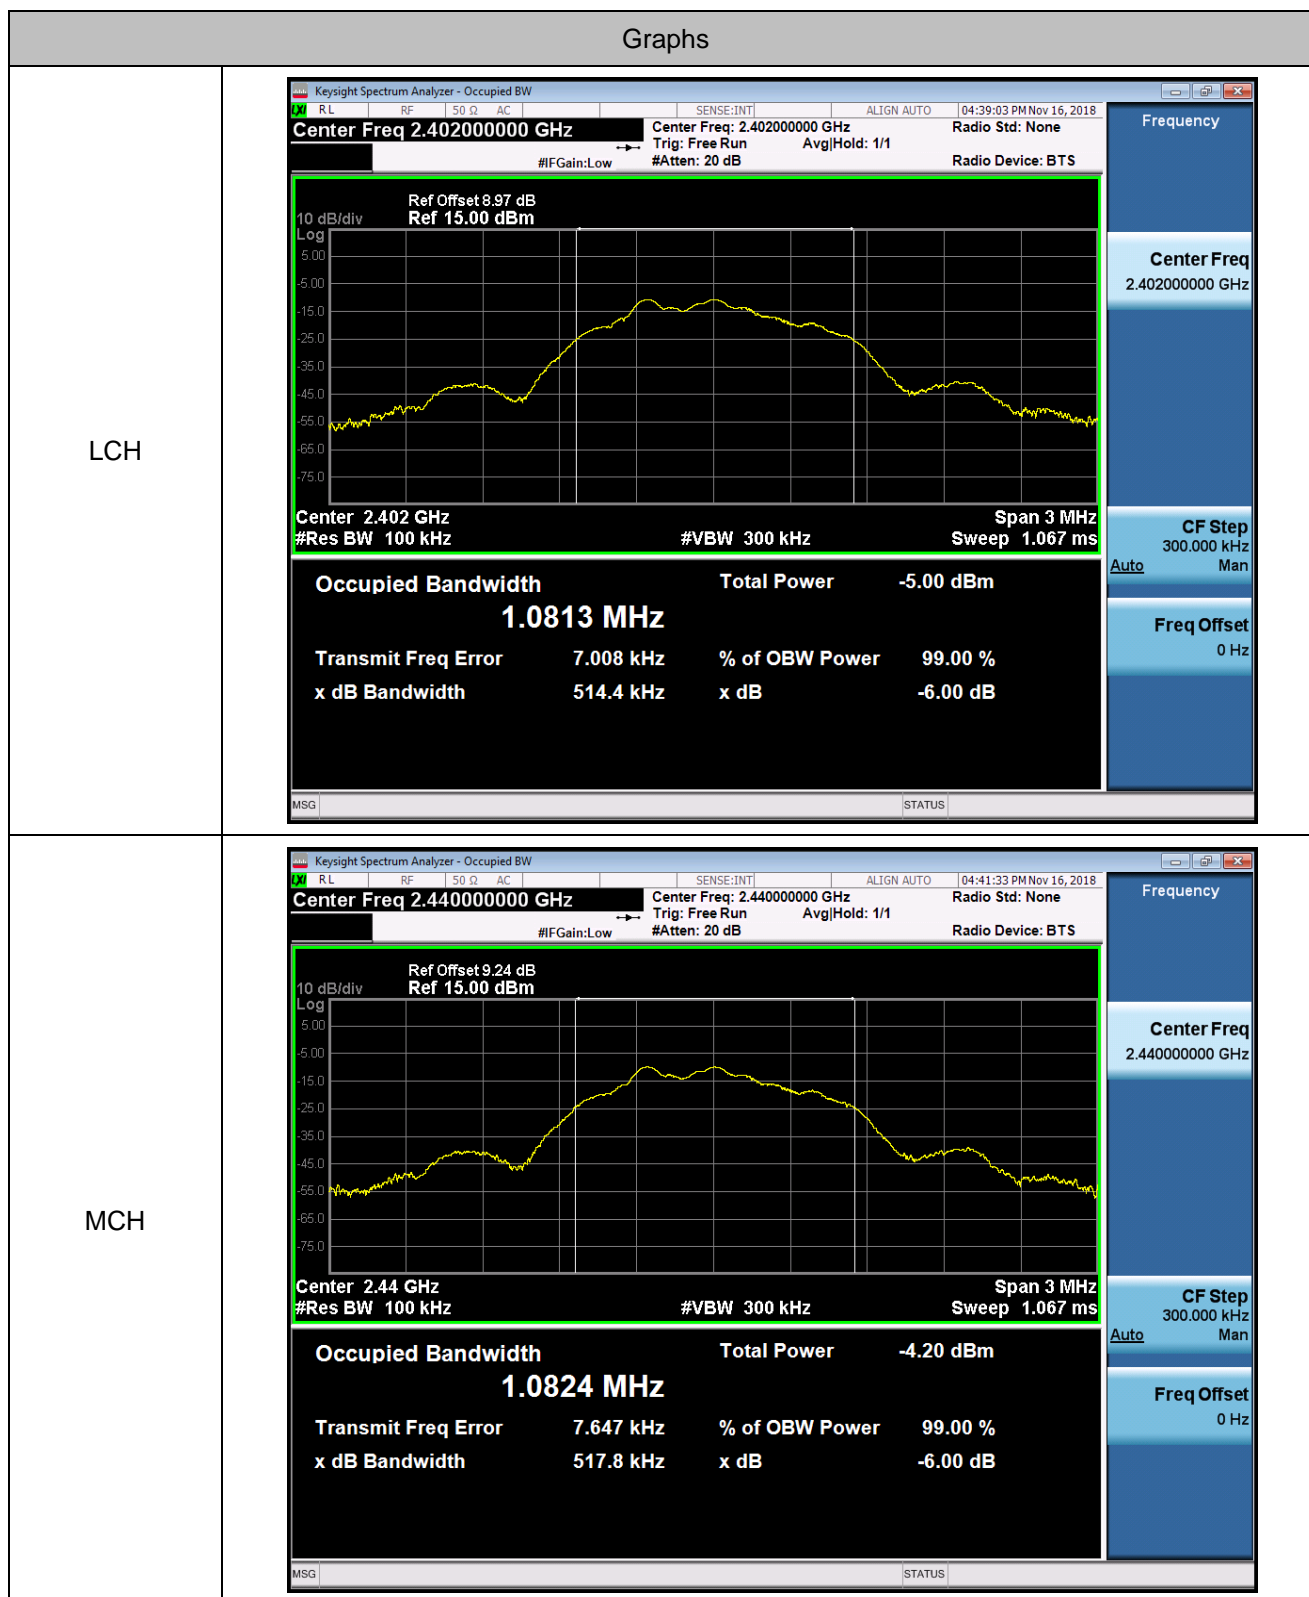 Graphs
LCH
Keysight Spectrum Analyzer - Occupied BW
LXI RL RF 50 Ω AC SENSE:INT ALIGN AUTO 04:39:03 PM Nov 16, 2018
Center Freq 2.402000000 GHz
Center Freq: 2.402000000 GHz
Radio Std: None
Trig: Free Run Avg|Hold: 1/1
#IFGain:Low #Atten: 20 dB Radio Device: BTS
Ref Offset 8.97 dB
10 dB/div Ref 15.00 dBm
Log
5.00
-5.00
-15.0
-25.0
-35.0
-45.0
-55.0
-65.0
-75.0
Center 2.402 GHz Span 3 MHz
#Res BW 100 kHz #VBW 300 kHz Sweep 1.067 ms
Occupied Bandwidth Total Power -5.00 dBm
1.0813 MHz
Transmit Freq Error 7.008 kHz % of OBW Power 99.00 %
x dB Bandwidth 514.4 kHz x dB -6.00 dB
MSG STATUS
Frequency
Center Freq
2.402000000 GHz
CF Step
300.000 kHz
Auto Man
Freq Offset
0 Hz
MCH
Keysight Spectrum Analyzer - Occupied BW
LXI RL RF 50 Ω AC SENSE:INT ALIGN AUTO 04:41:33 PM Nov 16, 2018
Center Freq 2.440000000 GHz
Center Freq: 2.440000000 GHz
Radio Std: None
Trig: Free Run Avg|Hold: 1/1
#IFGain:Low #Atten: 20 dB Radio Device: BTS
Ref Offset 9.24 dB
10 dB/div Ref 15.00 dBm
Log
5.00
-5.00
-15.0
-25.0
-35.0
-45.0
-55.0
-65.0
-75.0
Center 2.44 GHz Span 3 MHz
#Res BW 100 kHz #VBW 300 kHz Sweep 1.067 ms
Occupied Bandwidth Total Power -4.20 dBm
1.0824 MHz
Transmit Freq Error 7.647 kHz % of OBW Power 99.00 %
x dB Bandwidth 517.8 kHz x dB -6.00 dB
MSG STATUS
Frequency
Center Freq
2.440000000 GHz
CF Step
300.000 kHz
Auto Man
Freq Offset
0 Hz